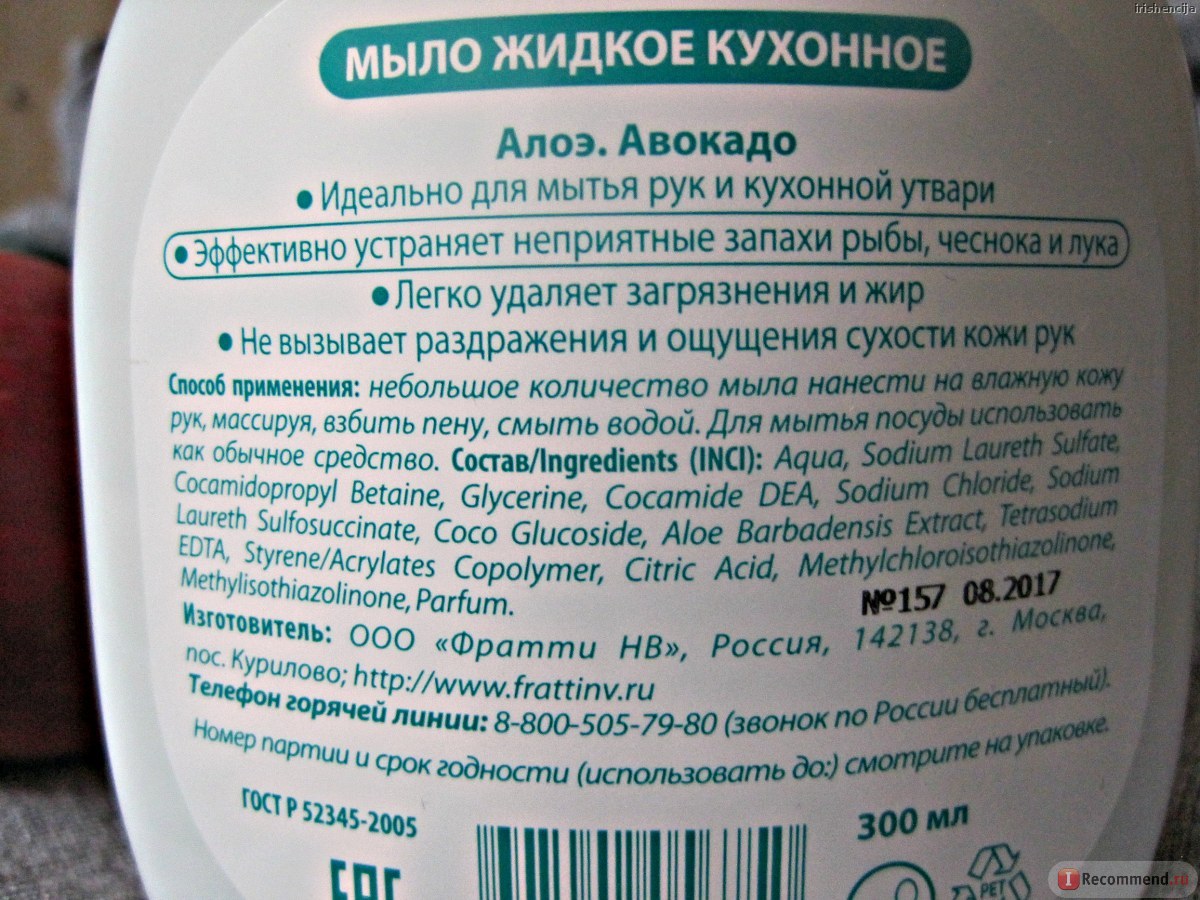 irishencija
МЫЛО ЖИДКОЕ КУХОННОЕ
Алоэ. Авокадо
• Идеально для мытья рук и кухонной утвари
• Эффективно устраняет неприятные запахи рыбы, чеснока и лука
• Легко удаляет загрязнения и жир
• Не вызывает раздражения и ощущения сухости кожи рук
Способ применения: небольшое количество мыла нанести на влажную кожу
рук, массируя, взбить пену, смыть водой. Для мытья посуды использовать
как обычное средство. Состав/Ingredients (INCI): Aqua, Sodium Laureth Sulfate,
Cocamidopropyl Betaine, Glycerine, Cocamide DEA, Sodium Chloride, Sodium
Laureth Sulfosuccinate, Coco Glucoside, Aloe Barbadensis Extract, Tetrasodium
EDTA, Styrene/Acrylates Copolymer, Citric Acid, Methylchloroisothiazolinone,
Methylisothiazolinone, Parfum.
№157 08.2017
Изготовитель: ООО «Фратти НВ», Россия, 142138, г. Москва,
пос. Курилово; http://www.frattinv.ru
Телефон горячей линии: 8-800-505-79-80 (звонок по России бесплатный).
Номер партии и срок годности (использовать до:) смотрите на упаковке.
ГОСТ Р 52345-2005
300 мл
EAC
PET
I Recommend.ru